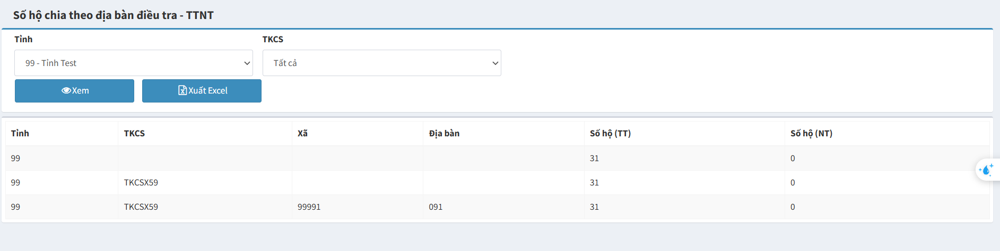 Số hộ chia theo địa bàn điều tra - TTNT
Tỉnh TKCS
99 - Tỉnh Test Tất cả
Xem Xuất Excel
Tỉnh TKCS Xã Địa bàn Số hộ (TT) Số hộ (NT)
99 31 0
99 TKCSX59 31 0
99 TKCSX59 99991 091 31 0